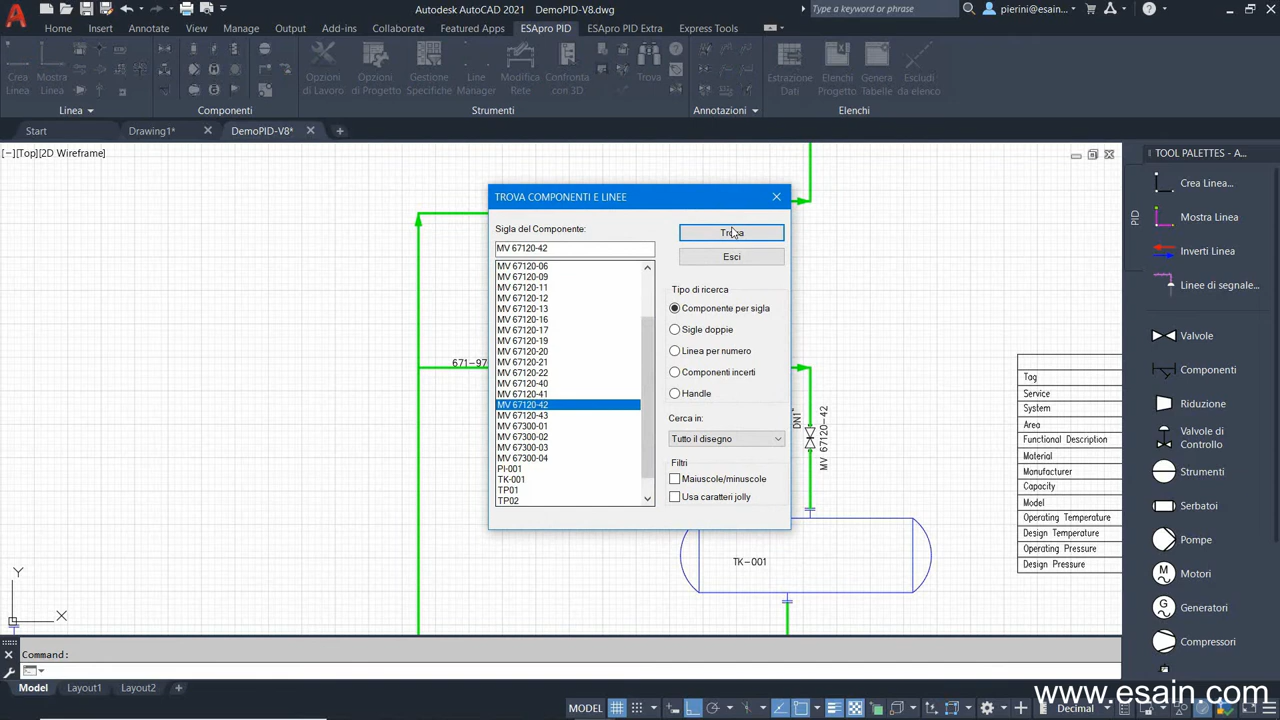 Autodesk AutoCAD 2021 DemoPID-V8.dwg
Type a keyword or phrase
pierini@esain...
Home Insert Annotate View Manage Output Add-ins Collaborate Featured Apps ESApro PID ESApro PID Extra Express Tools
Crea Linea
Mostra Linea
Opzioni di Lavoro
Opzioni di Progetto
Gestione Specifiche
Line Manager
Modifica Rete
Confronta con 3D
Trova
Estrazione Dati
Elenchi Progetto
Genera Tabelle
Escludi da elenco
Linea Componenti Strumenti Annotazioni Elenchi
Start Drawing1* DemoPID-V8*
[−][Top][2D Wireframe]
TROVA COMPONENTI E LINEE
Sigla del Componente:
MV 67120-42
MV 67120-06
MV 67120-09
MV 67120-11
MV 67120-12
MV 67120-13
MV 67120-16
MV 67120-17
MV 67120-19
MV 67120-20
MV 67120-21
MV 67120-22
MV 67120-40
MV 67120-41
MV 67120-42
MV 67120-43
MV 67300-01
MV 67300-02
MV 67300-03
MV 67300-04
PI-001
TK-001
TP01
TP02
Trova
Esci
Tipo di ricerca
Componente per sigla
Sigle doppie
Linea per numero
Componenti incerti
Handle
Cerca in:
Tutto il disegno
Filtri
Maiuscole/minuscole
Usa caratteri jolly
671-97
DN1"
MV 67120-42
TK-001
Tag
Service
System
Area
Functional Description
Material
Manufacturer
Capacity
Model
Operating Temperature
Design Temperature
Operating Pressure
Design Pressure
Y
X
TOOL PALETTES - A...
PID
Crea Linea...
Mostra Linea
Inverti Linea
Linee di segnale...
Valvole
Componenti
Riduzione
Valvole di Controllo
Strumenti
Serbatoi
Pompe
M
Motori
G
Generatori
Compressori
Command:
Model Layout1 Layout2
MODEL
Decimal
www.esain.com